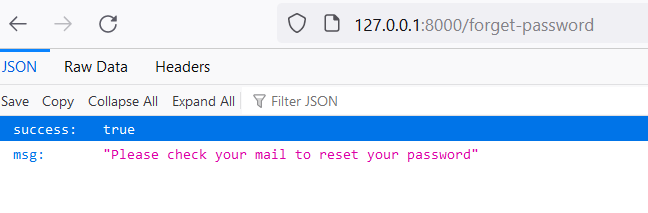 127.0.0.1:8000/forget-password
JSON Raw Data Headers
Save Copy Collapse All Expand All Filter JSON
success: true
msg: "Please check your mail to reset your password"